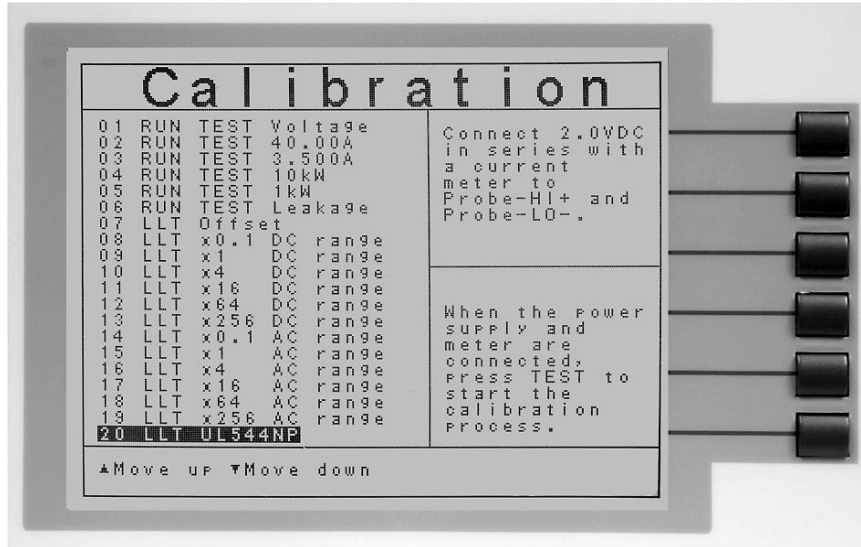 Calibration
01 RUN TEST Voltage
02 RUN TEST 40.00A
03 RUN TEST 3.500A
04 RUN TEST 10kW
05 RUN TEST 1kW
06 RUN TEST Leakage
07 LLT Offset
08 LLT x0.1 DC range
09 LLT x1 DC range
10 LLT x4 DC range
11 LLT x16 DC range
12 LLT x64 DC range
13 LLT x256 DC range
14 LLT x0.1 AC range
15 LLT x1 AC range
16 LLT x4 AC range
17 LLT x16 AC range
18 LLT x64 AC range
19 LLT x256 AC range
20 LLT UL544NP
Connect 2.0VDC
in series with
a current
meter to
Probe-HI+ and
Probe-LO-.
When the power
supply and
meter are
connected,
press TEST to
start the
calibration
process.
▲Move up ▼Move down